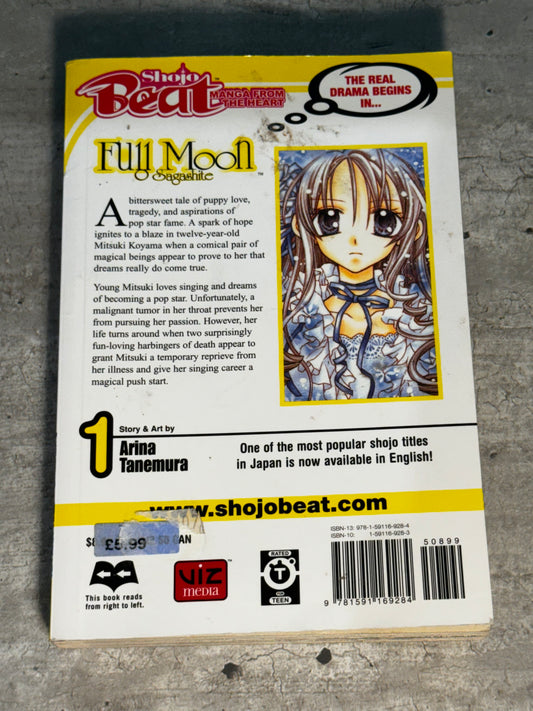 Shojo
Beat™
MANGA FROM
THE HEART
THE REAL
DRAMA BEGINS
IN...
Full Moon
Sagashite™
A bittersweet tale of puppy love,
tragedy, and aspirations of
pop star fame. A spark of hope
ignites to a blaze in twelve-year-old
Mitsuki Koyama when a comical pair of
magical beings appear to prove to her that
dreams really do come true.
Young Mitsuki loves singing and dreams
of becoming a pop star. Unfortunately, a
malignant tumor in her throat prevents her
from pursuing her passion. However, her
life turns around when two surprisingly
fun-loving harbingers of death appear to
grant Mitsuki a temporary reprieve from
her illness and give her singing career a
magical push start.
1
Story & Art by
Arina
Tanemura
One of the most popular shojo titles
in Japan is now available in English!
www.shojobeat.com
£5.99
CAN
ISBN-13: 978-1-59116-928-4
ISBN-10: 1-59116-928-3
50899
9 781591 169284
This book reads
from right to left.
VIZ
MEDIA
RATED
T
FOR
TEEN